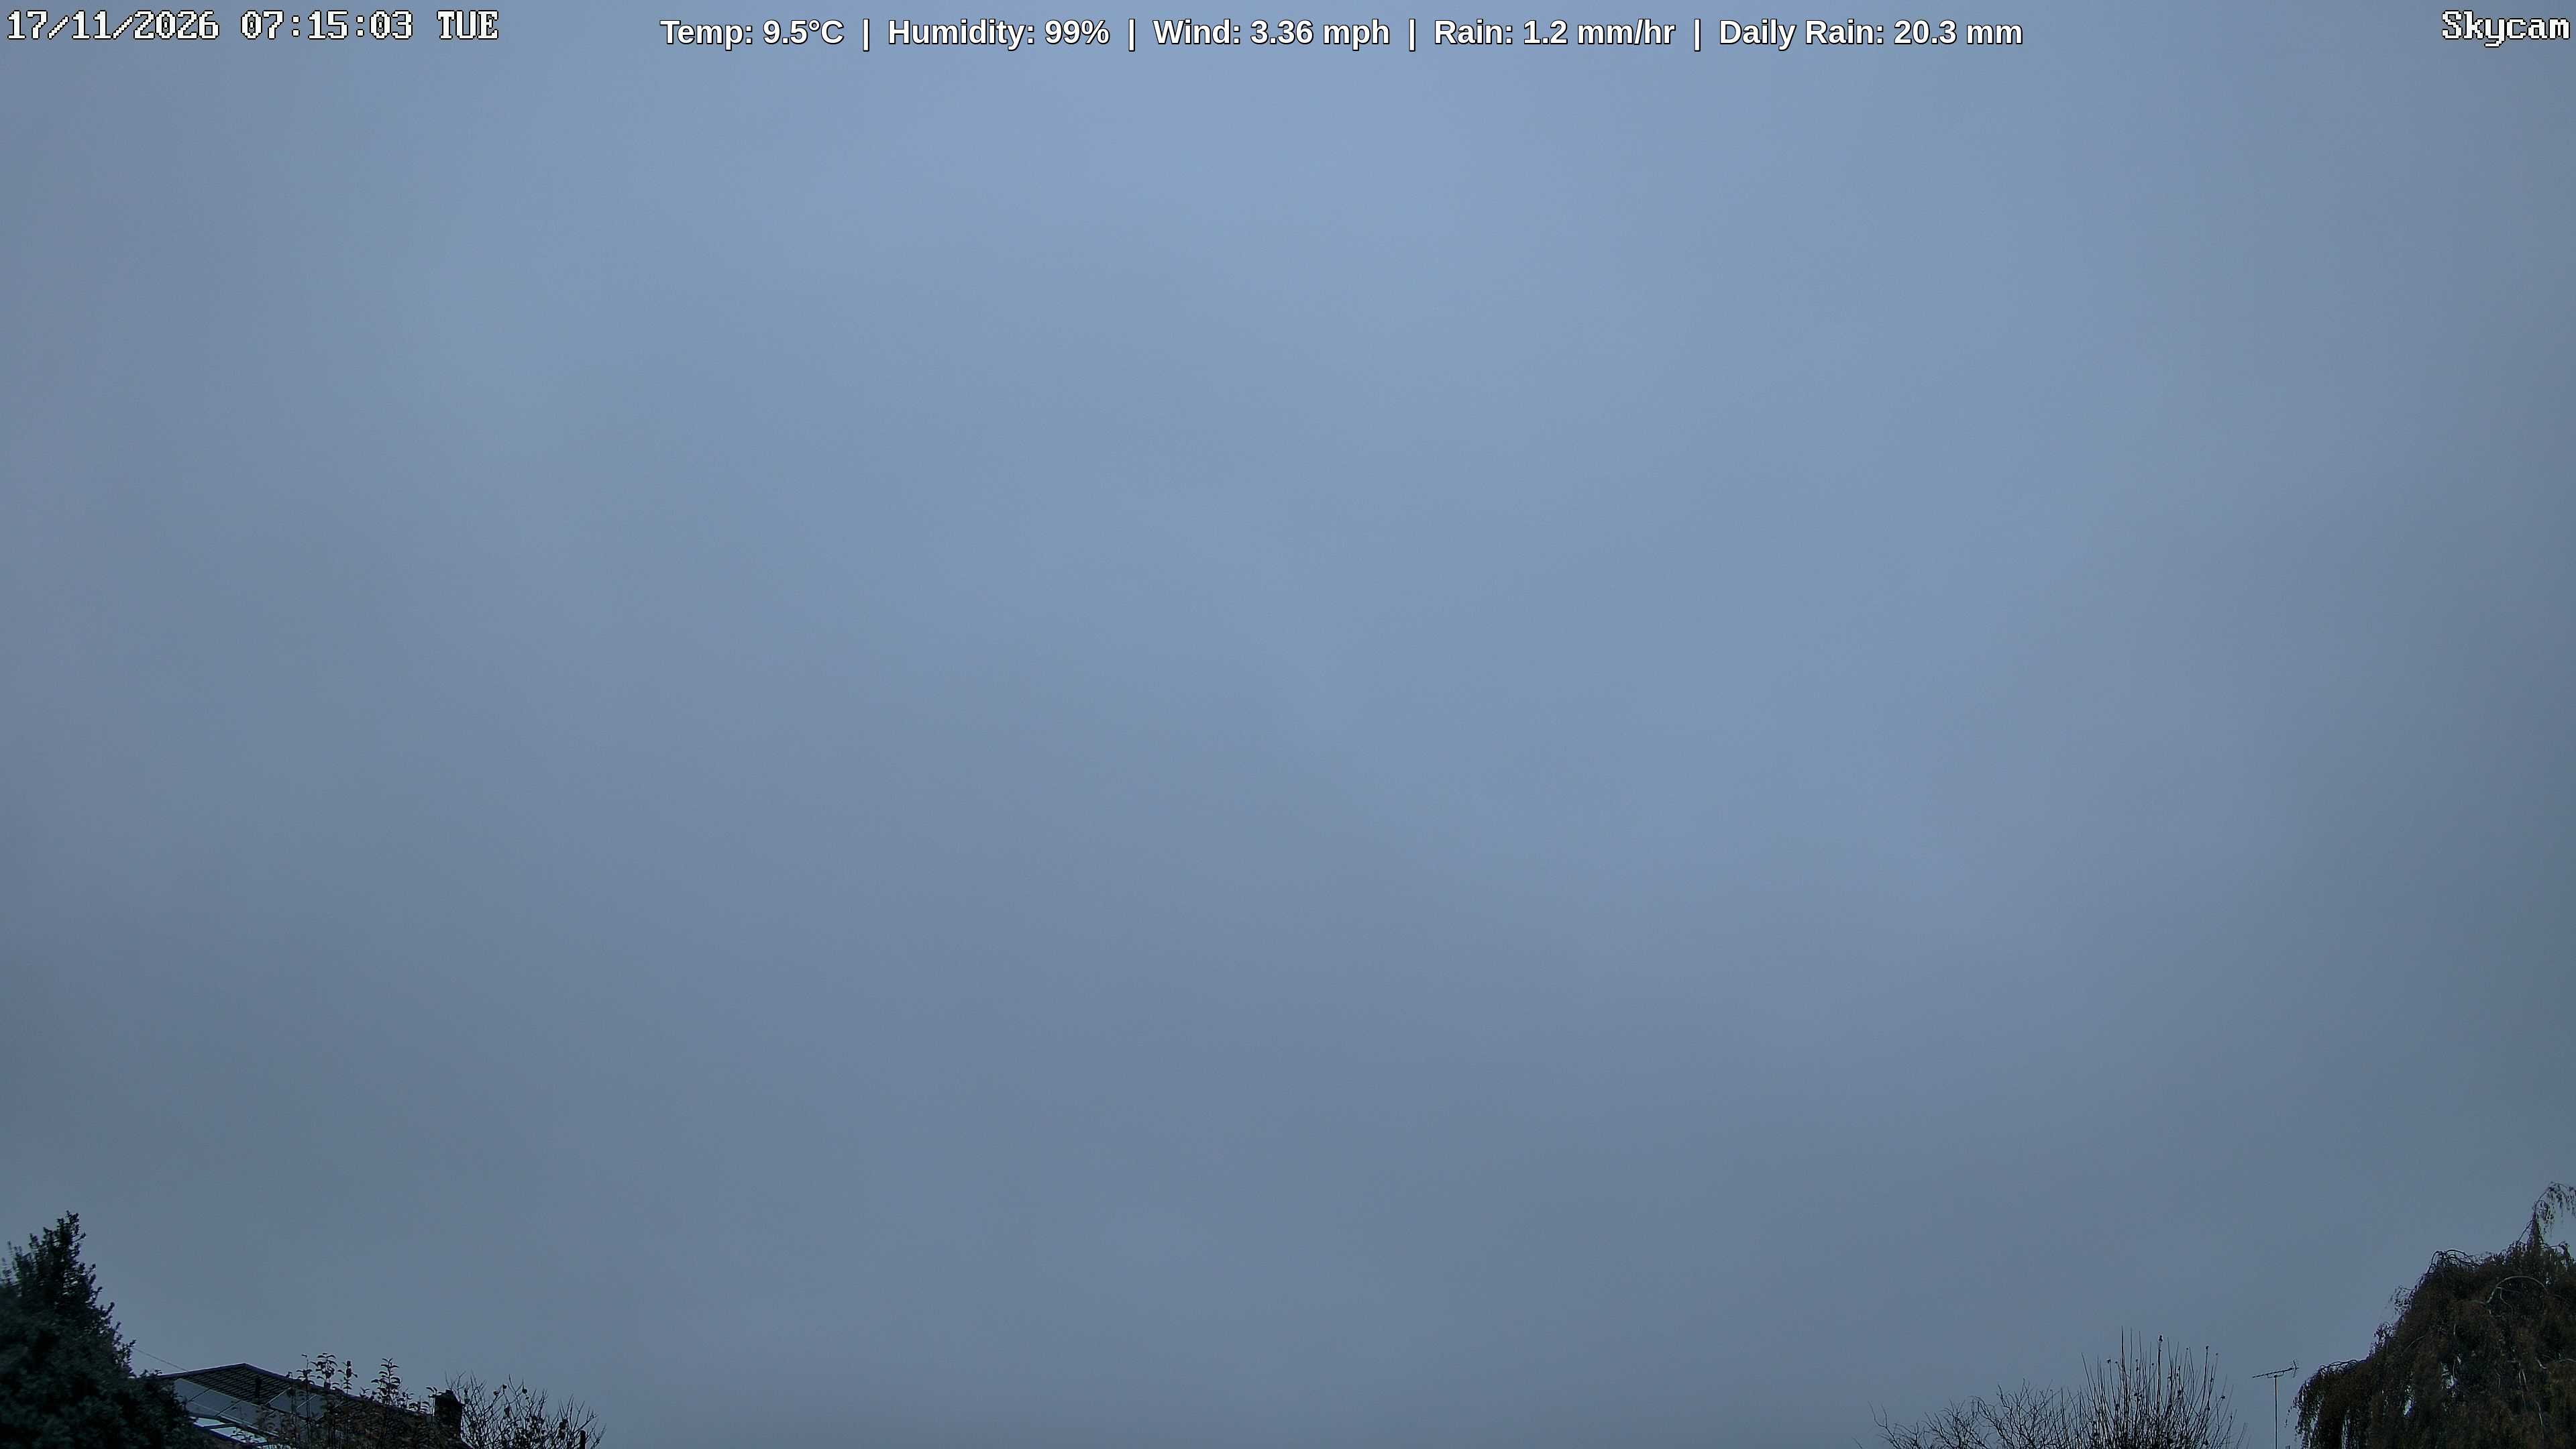 17/11/2026 07:15:03 TUE
Temp: 9.5°C | Humidity: 99% | Wind: 3.36 mph | Rain: 1.2 mm/hr | Daily Rain: 20.3 mm
Skycam